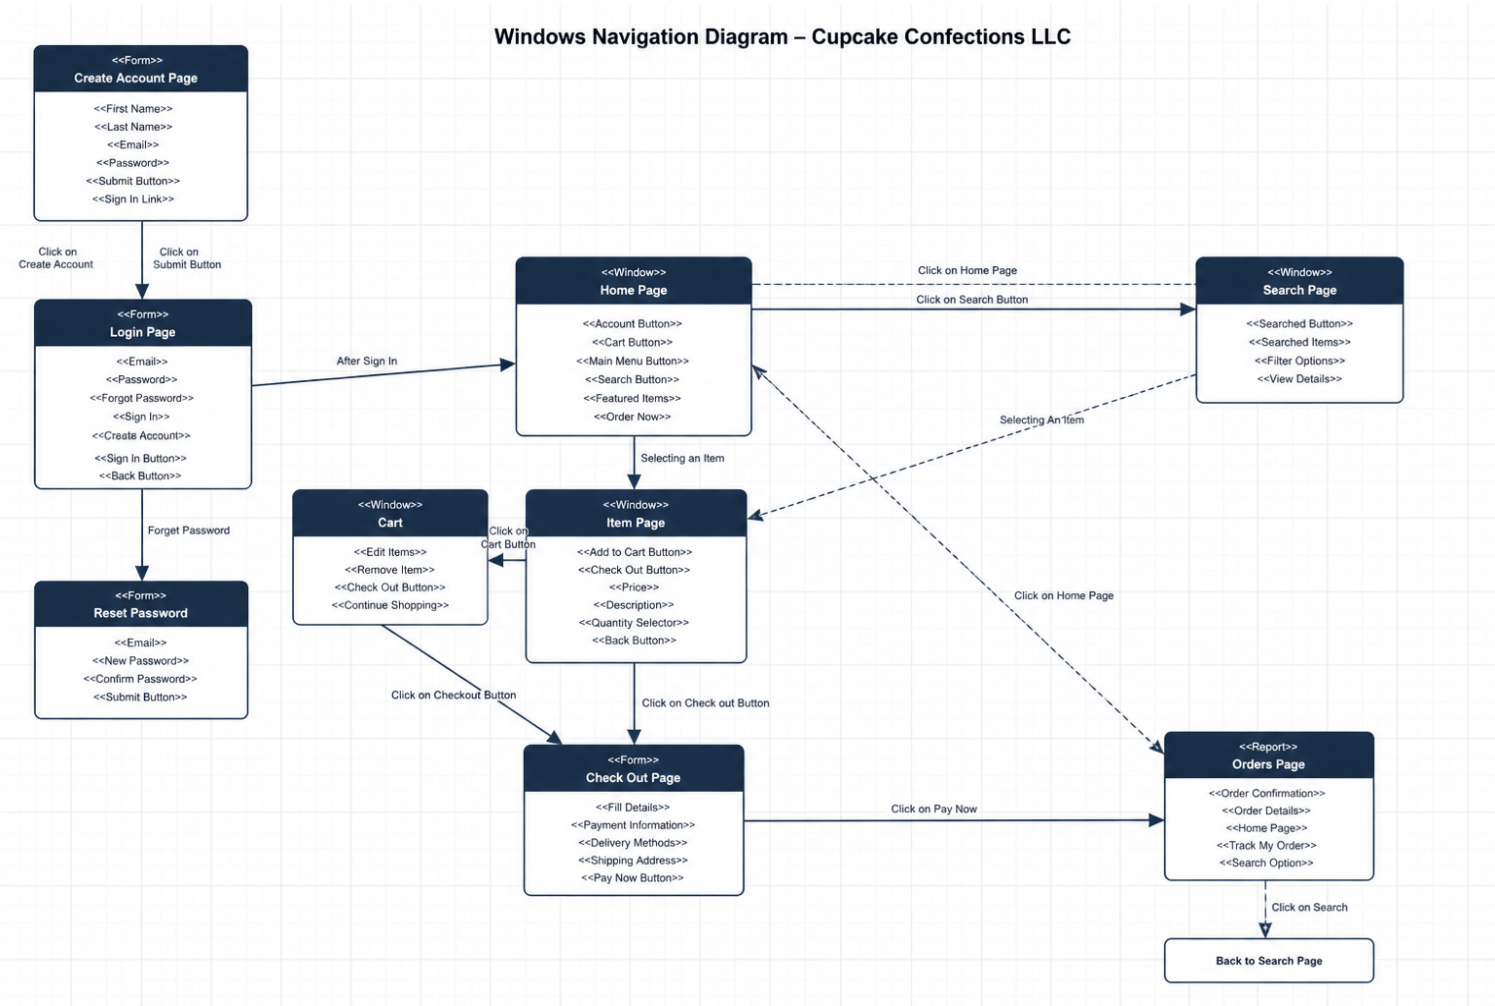 Windows Navigation Diagram – Cupcake Confections LLC
<<Form>>
Create Account Page
<<First Name>>
<<Last Name>>
<<Email>>
<<Password>>
<<Submit Button>>
<<Sign In Link>>
Click on
Create Account
Click on
Submit Button
<<Form>>
Login Page
<<Email>>
<<Password>>
<<Forgot Password>>
<<Sign In>>
<<Create Account>>
<<Sign In Button>>
<<Back Button>>
After Sign In
Forget Password
<<Form>>
Reset Password
<<Email>>
<<New Password>>
<<Confirm Password>>
<<Submit Button>>
<<Window>>
Home Page
<<Account Button>>
<<Cart Button>>
<<Main Menu Button>>
<<Search Button>>
<<Featured Items>>
<<Order Now>>
Click on Home Page
Click on Search Button
<<Window>>
Search Page
<<Searched Button>>
<<Searched Items>>
<<Filter Options>>
<<View Details>>
Selecting An Item
Selecting an Item
<<Window>>
Cart
<<Edit Items>>
<<Remove Item>>
<<Check Out Button>>
<<Continue Shopping>>
Click on
Cart Button
<<Window>>
Item Page
<<Add to Cart Button>>
<<Check Out Button>>
<<Price>>
<<Description>>
<<Quantity Selector>>
<<Back Button>>
Click on Home Page
Click on Checkout Button
Click on Check out Button
<<Form>>
Check Out Page
<<Fill Details>>
<<Payment Information>>
<<Delivery Methods>>
<<Shipping Address>>
<<Pay Now Button>>
Click on Pay Now
<<Report>>
Orders Page
<<Order Confirmation>>
<<Order Details>>
<<Home Page>>
<<Track My Order>>
<<Search Option>>
Click on Search
Back to Search Page